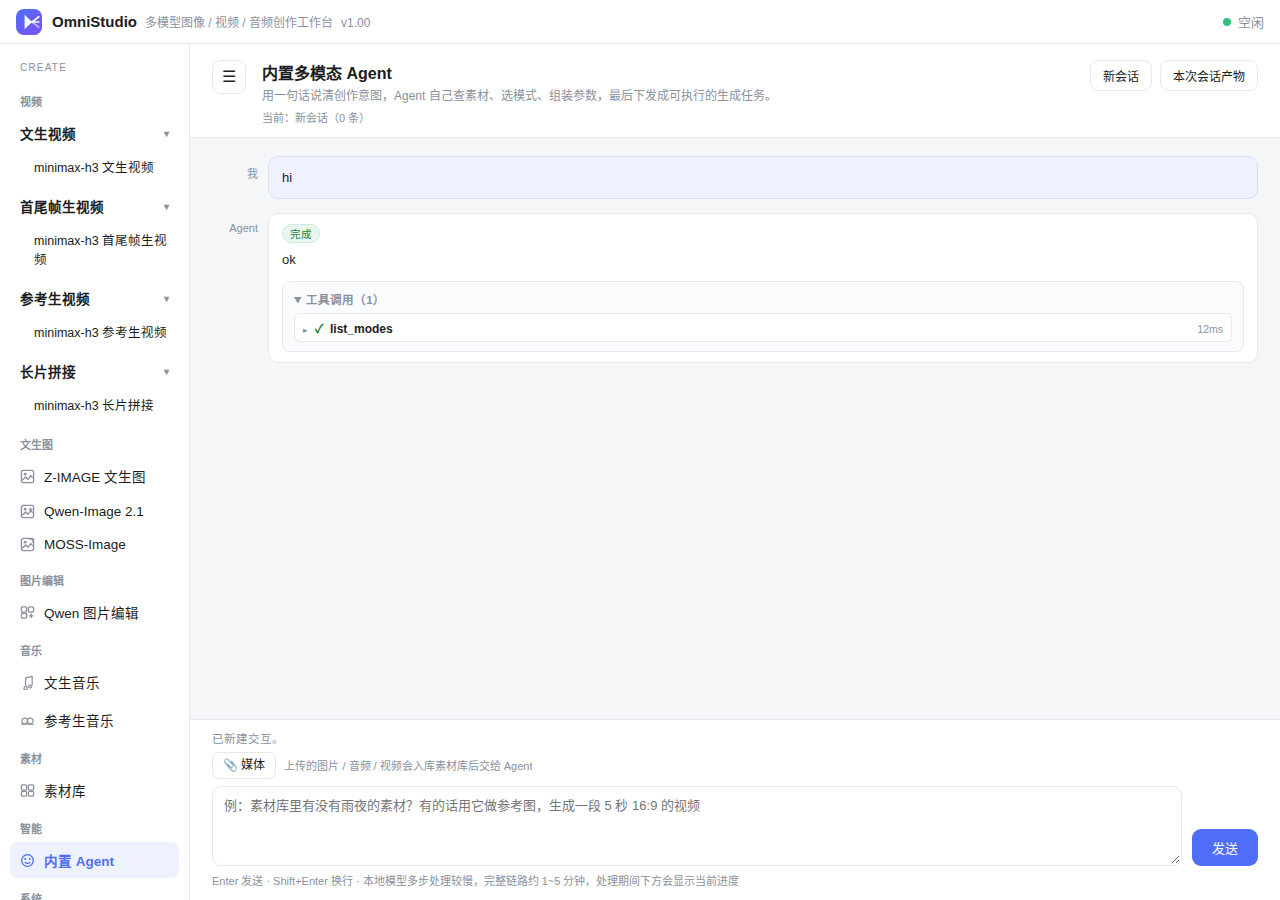 OmniStudio 多模型图像 / 视频 / 音频创作工作台 v1.00
空闲
CREATE
视频
文生视频
minimax-h3 文生视频
首尾帧生视频
minimax-h3 首尾帧生视
频
参考生视频
minimax-h3 参考生视频
长片拼接
minimax-h3 长片拼接
文生图
Z-IMAGE 文生图
Qwen-Image 2.1
MOSS-Image
图片编辑
Qwen 图片编辑
音乐
文生音乐
参考生音乐
素材
素材库
智能
内置 Agent
系统
内置多模态 Agent
用一句话说清创作意图，Agent 自己查素材、选模式、组装参数，最后下发成可执行的生成任务。
当前：新会话（0 条）
新会话
本次会话产物
我
hi
Agent
完成
ok
工具调用（1）
list_modes
12ms
已新建交互。
媒体
上传的图片 / 音频 / 视频会入库素材库后交给 Agent
例：素材库里有没有雨夜的素材？有的话用它做参考图，生成一段 5 秒 16:9 的视频
发送
Enter 发送 · Shift+Enter 换行 · 本地模型多步处理较慢，完整链路约 1~5 分钟，处理期间下方会显示当前进度